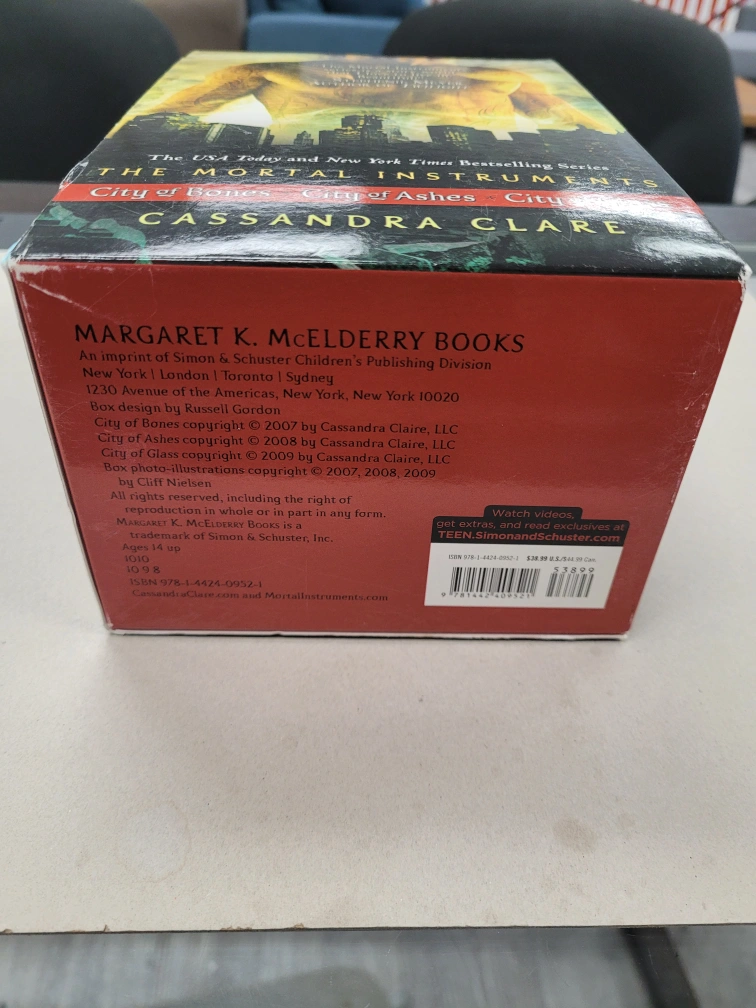 The USA Today and New York Times Bestselling Series
THE MORTAL INSTRUMENTS
City of Bones City of Ashes · City
CASSANDRA CLARE
MARGARET K. McELDERRY BOOKS
An imprint of Simon & Schuster Children's Publishing Division
New York | London | Toronto | Sydney
1230 Avenue of the Americas, New York, New York 10020
Box design by Russell Gordon
City of Bones copyright © 2007 by Cassandra Claire, LLC
City of Ashes copyright © 2008 by Cassandra Claire, LLC
City of Glass copyright © 2009 by Cassandra Claire, LLC
Box photo-illustrations copyright © 2007, 2008, 2009
by Cliff Nielsen
All rights reserved, including the right of
reproduction in whole or in part in any form.
MARGARET K. McELDERRY BOOKS is a
trademark of Simon & Schuster, Inc.
Ages 14 up
1010
10 9 8
ISBN 978-1-4424-0952-1
CassandraClare.com and MortalInstruments.com
Watch videos,
get extras, and read exclusives at
TEEN.SimonandSchuster.com
ISBN 978-1-4424-0952-1 $38.99 U.S./$44.99 Can.
53899
9 781442 409521